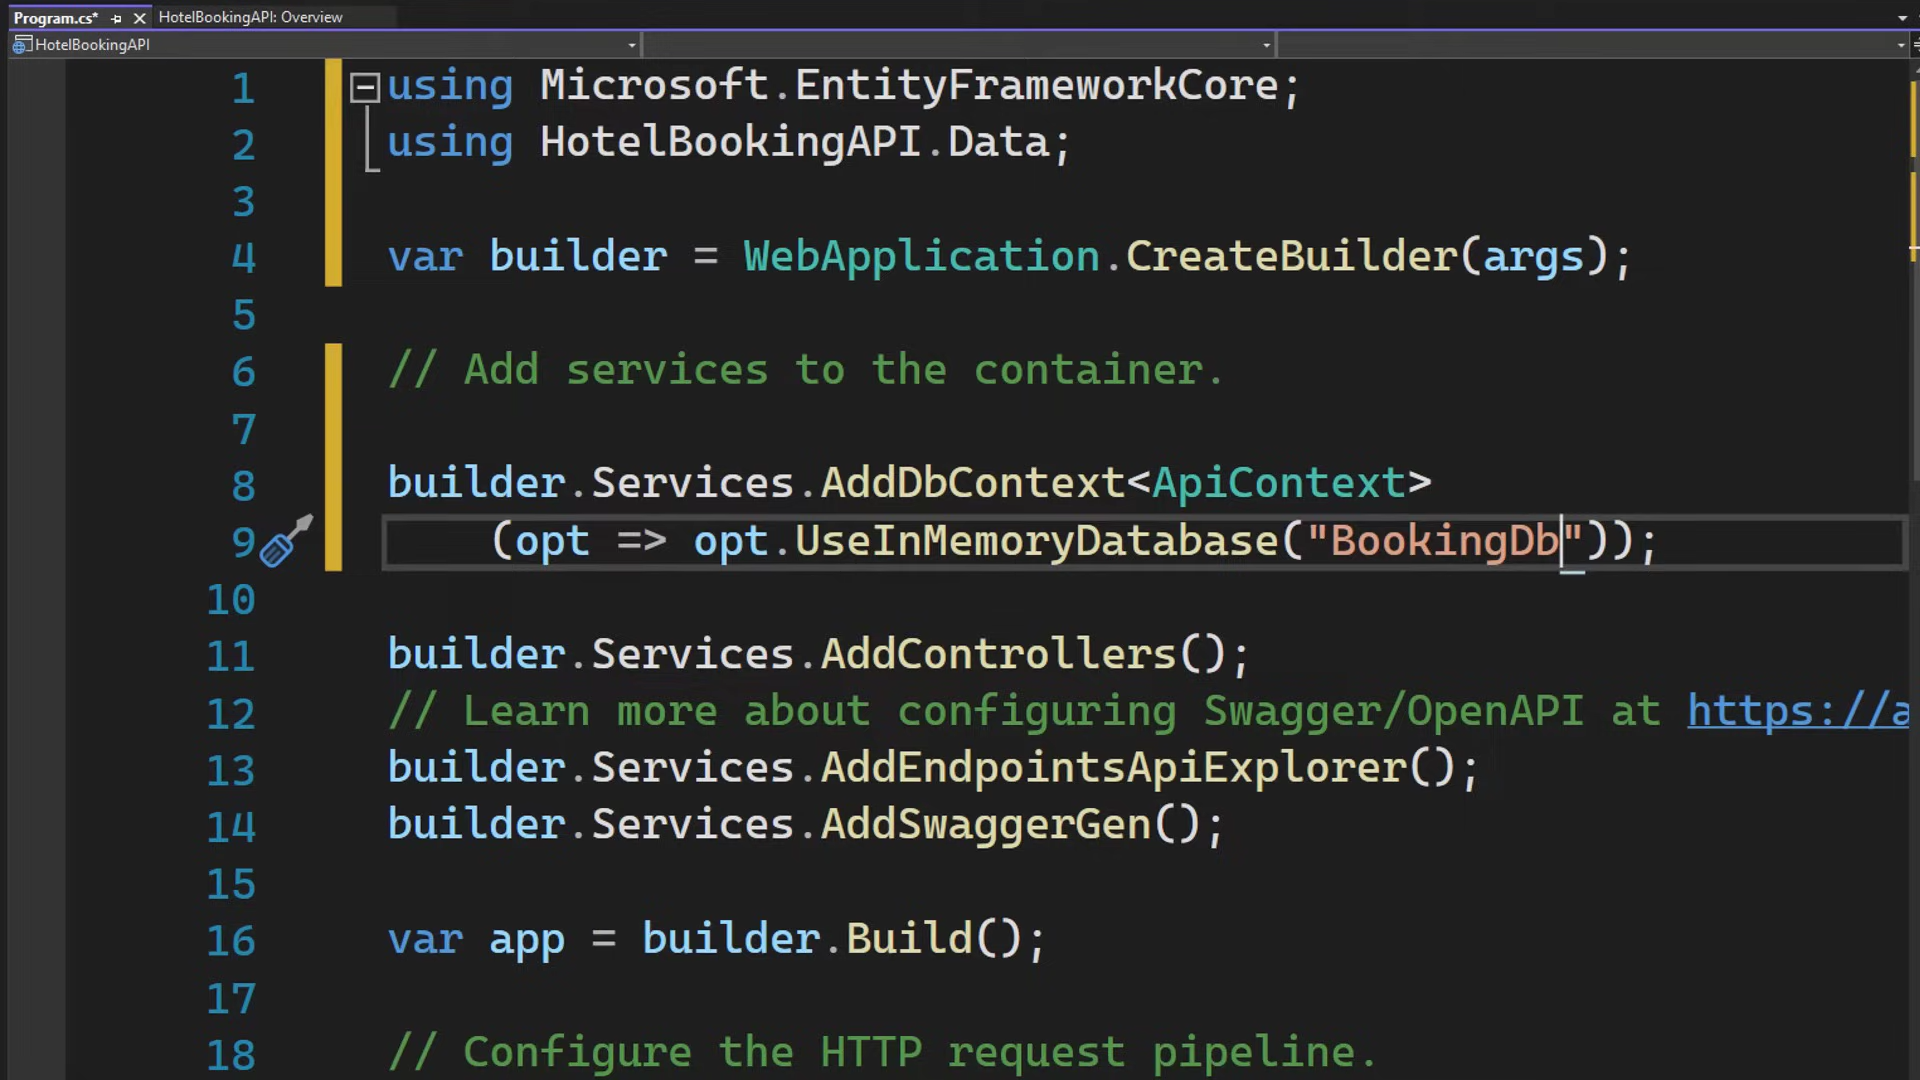 Program.cs* HotelBookingAPI: Overview
HotelBookingAPI
1 using Microsoft.EntityFrameworkCore;
2 using HotelBookingAPI.Data;
3
4 var builder = WebApplication.CreateBuilder(args);
5
6 // Add services to the container.
7
8 builder.Services.AddDbContext<ApiContext>
9 (opt => opt.UseInMemoryDatabase("BookingDb"));
10
11 builder.Services.AddControllers();
12 // Learn more about configuring Swagger/OpenAPI at https://a
13 builder.Services.AddEndpointsApiExplorer();
14 builder.Services.AddSwaggerGen();
15
16 var app = builder.Build();
17
18 // Configure the HTTP request pipeline.